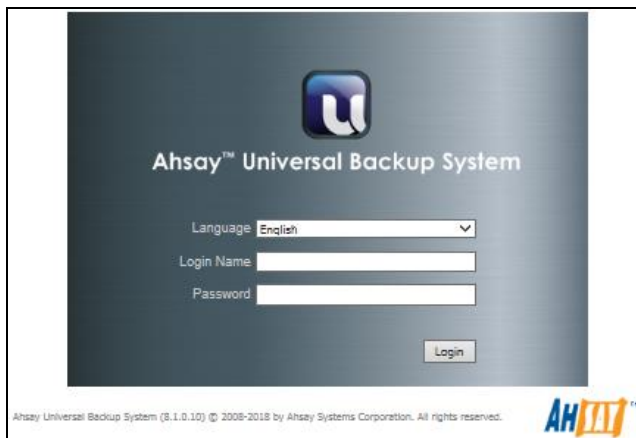 Ahsay™ Universal Backup System
Language English
Login Name
Password
Login
Ahsay Universal Backup System (8.1.0.10) © 2008-2018 by Ahsay Systems Corporation. All rights reserved.
AHSAY™